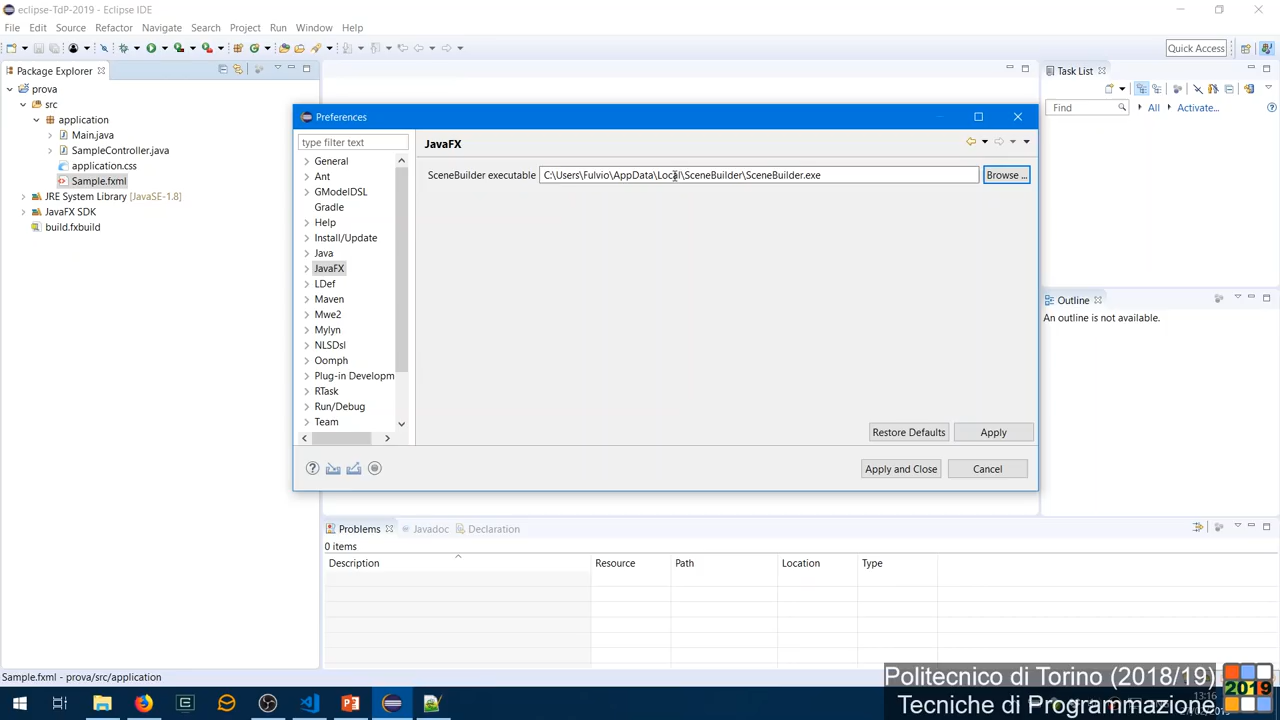 eclipse-TdP-2019 - Eclipse IDE
File Edit Source Refactor Navigate Search Project Run Window Help
Quick Access
Package Explorer
Task List
prova
src
application
Main.java
SampleController.java
application.css
Sample.fxml
JRE System Library [JavaSE-1.8]
JavaFX SDK
build.fxbuild
Find
All
Activate...
Preferences
type filter text
General
Ant
GModelDSL
Gradle
Help
Install/Update
Java
JavaFX
LDef
Maven
Mwe2
Mylyn
NLSDsl
Oomph
Plug-in Developm
RTask
Run/Debug
Team
JavaFX
SceneBuilder executable C:\Users\Fulvio\AppData\Local\SceneBuilder\SceneBuilder.exe Browse ...
Restore Defaults Apply
Apply and Close Cancel
Outline
An outline is not available.
Problems Javadoc Declaration
0 items
Description Resource Path Location Type
Sample.fxml - prova/src/application
Politecnico di Torino (2018/19)
Tecniche di Programmazione
2019
13:16